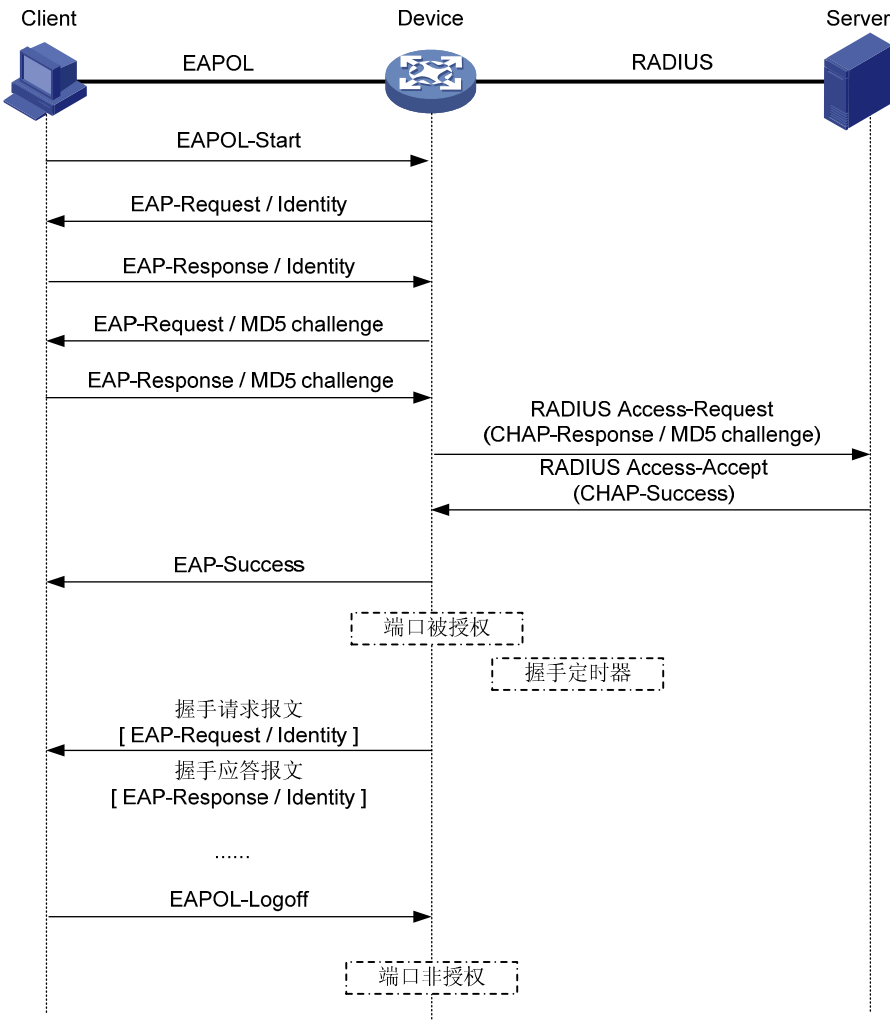 Client
Device
Server
EAPOL
RADIUS
EAPOL-Start
EAP-Request / Identity
EAP-Response / Identity
EAP-Request / MD5 challenge
EAP-Response / MD5 challenge
RADIUS Access-Request
(CHAP-Response / MD5 challenge)
RADIUS Access-Accept
(CHAP-Success)
EAP-Success
端口被授权
握手定时器
握手请求报文
[ EAP-Request / Identity ]
握手应答报文
[ EAP-Response / Identity ]
......
EAPOL-Logoff
端口非授权